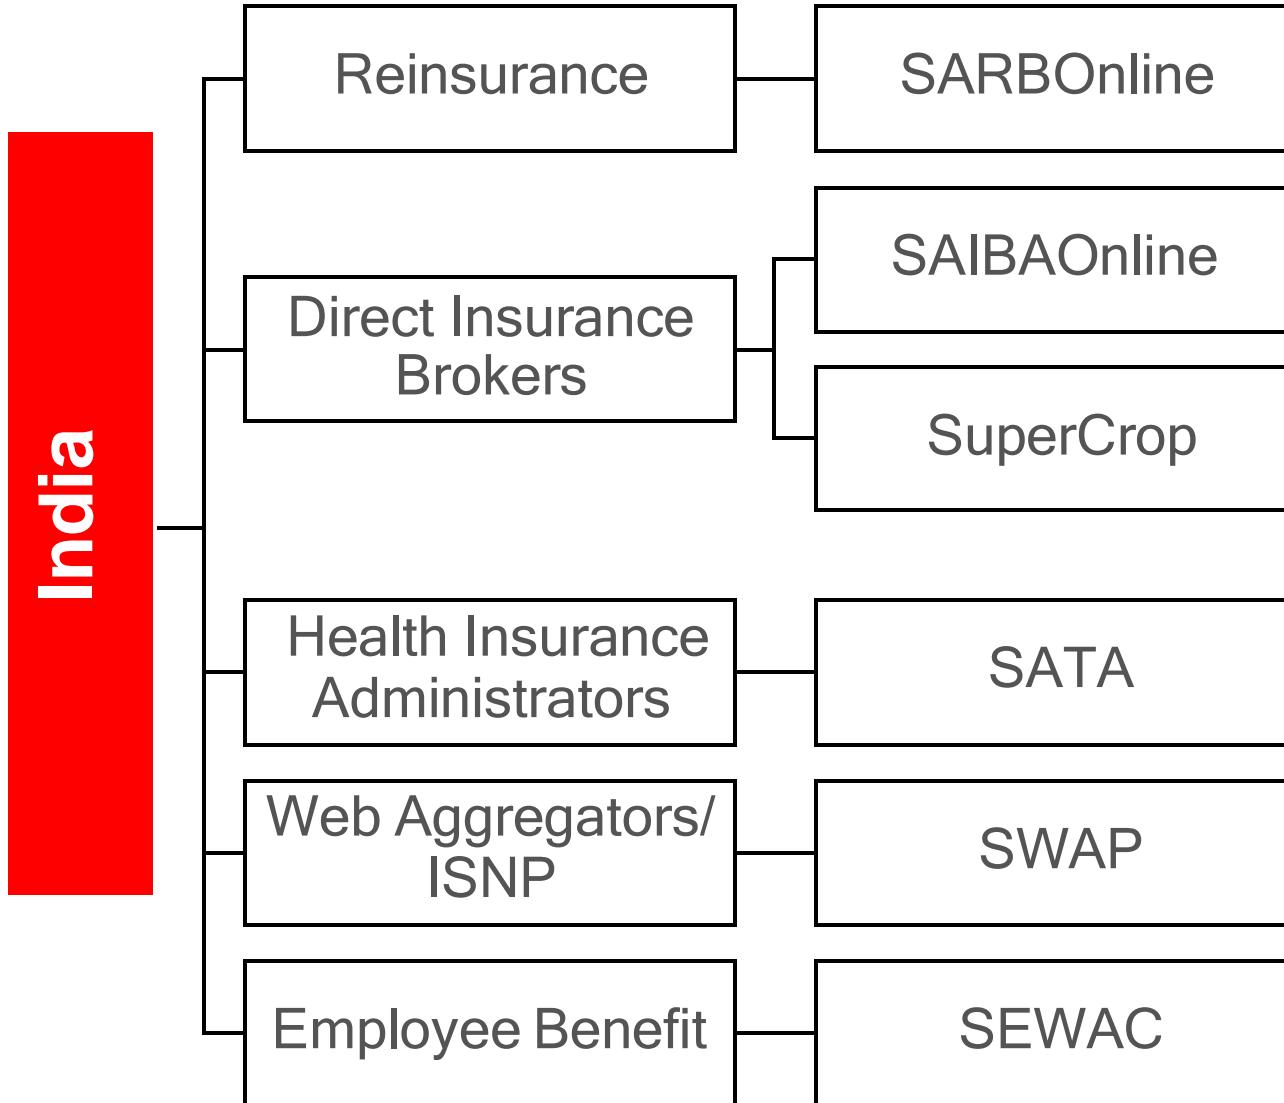 India
Reinsurance
SARBOnline
Direct Insurance
Brokers
SAIBAOnline
SuperCrop
Health Insurance
Administrators
SATA
Web Aggregators/
ISNP
SWAP
Employee Benefit
SEWAC